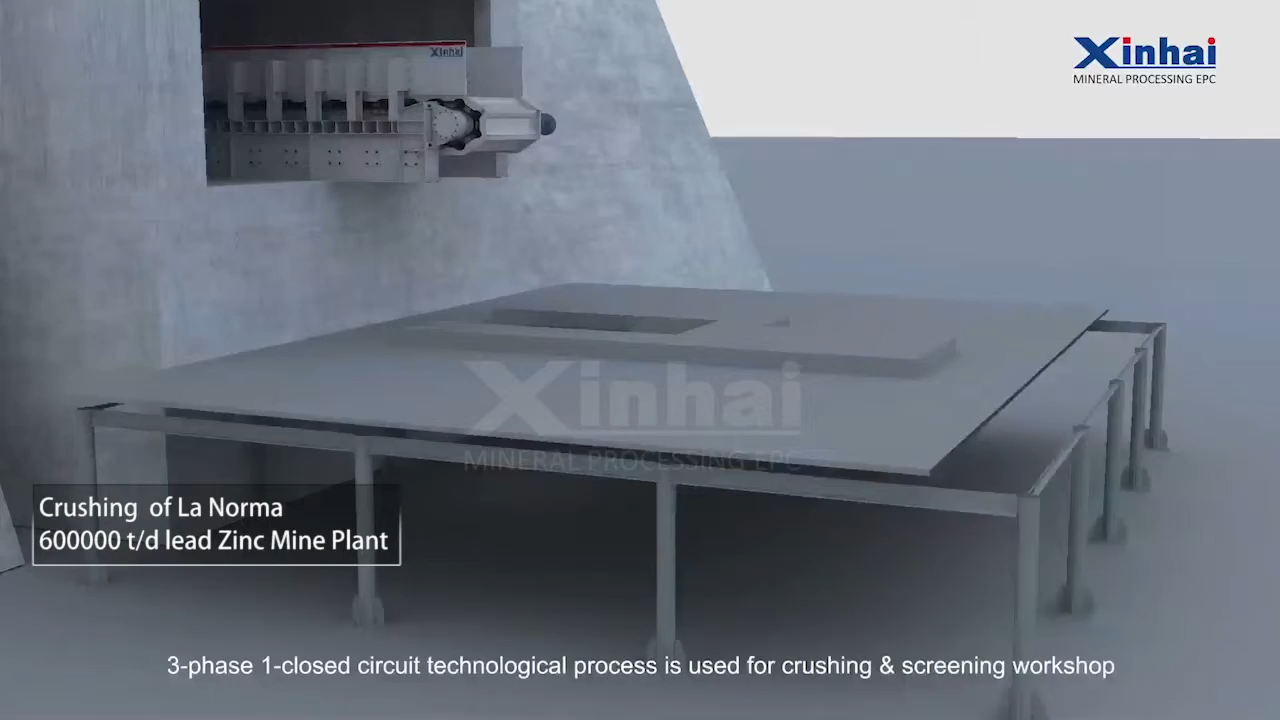 Xinhai
Xinhai
MINERAL PROCESSING EPC
Xinhai
MINERAL PROCESSING EPC
Crushing of La Norma
600000 t/d lead Zinc Mine Plant
3-phase 1-closed circuit technological process is used for crushing & screening workshop